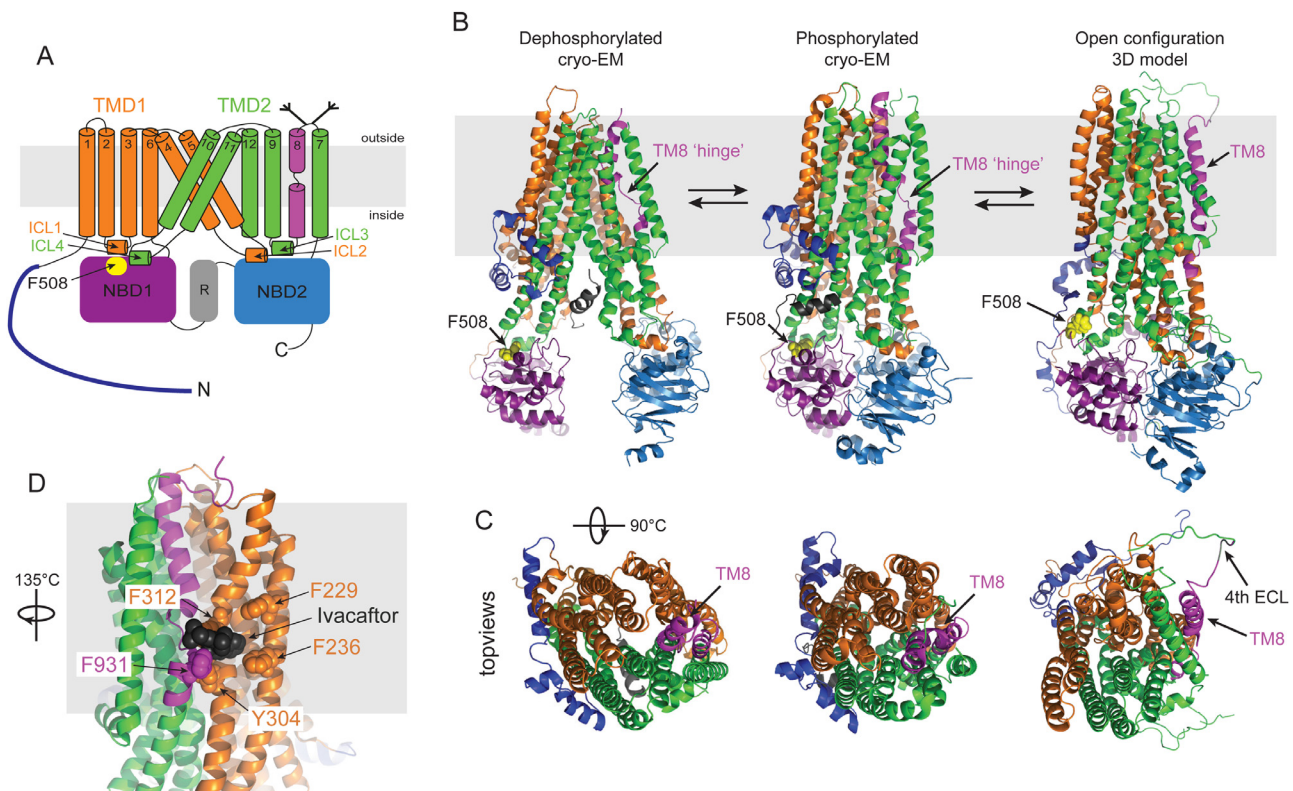 A
TMD1
TMD2
1
2
3
6
4
5
10
11
12
9
8
7
outside
inside
ICL1
ICL4
ICL3
ICL2
F508
NBD1
R
NBD2
C
N
B
Dephosphorylated
cryo-EM
Phosphorylated
cryo-EM
Open configuration
3D model
TM8 ‘hinge’
TM8 ‘hinge’
TM8
F508
F508
F508
C
90°C
topviews
TM8
TM8
4th ECL
TM8
D
135°C
F312
F229
Ivacaftor
F931
F236
Y304